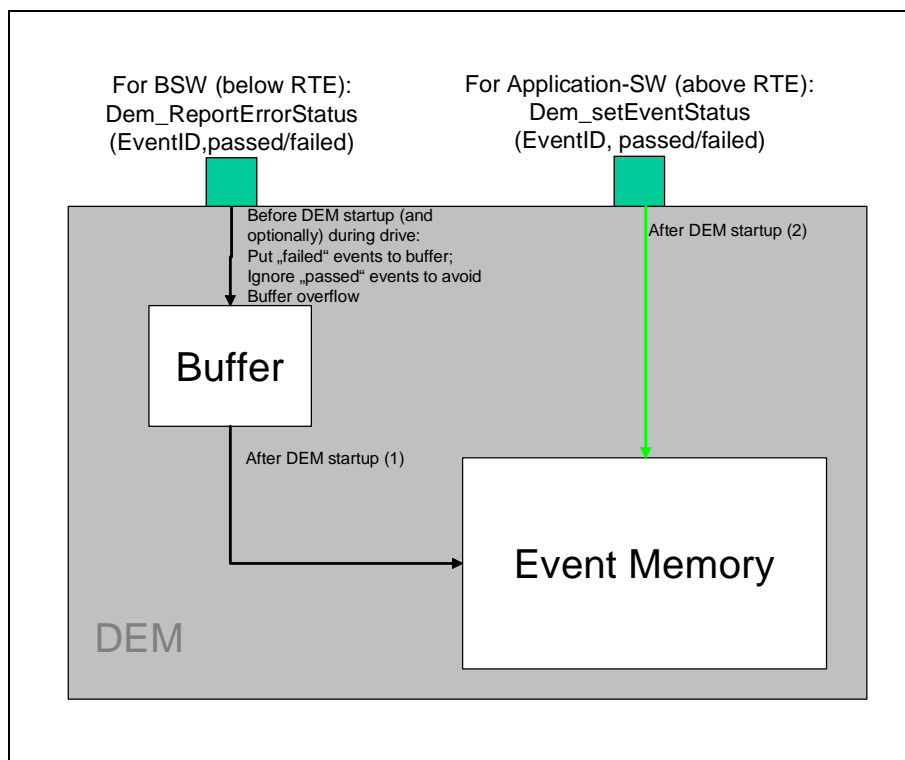 For BSW (below RTE):
Dem_ReportErrorStatus
(EventID,passed/failed)
For Application-SW (above RTE):
Dem_setEventStatus
(EventID, passed/failed)
Before DEM startup (and
optionally) during drive:
Put „failed“ events to buffer;
Ignore „passed“ events to avoid
Buffer overflow
After DEM startup (2)
Buffer
After DEM startup (1)
Event Memory
DEM